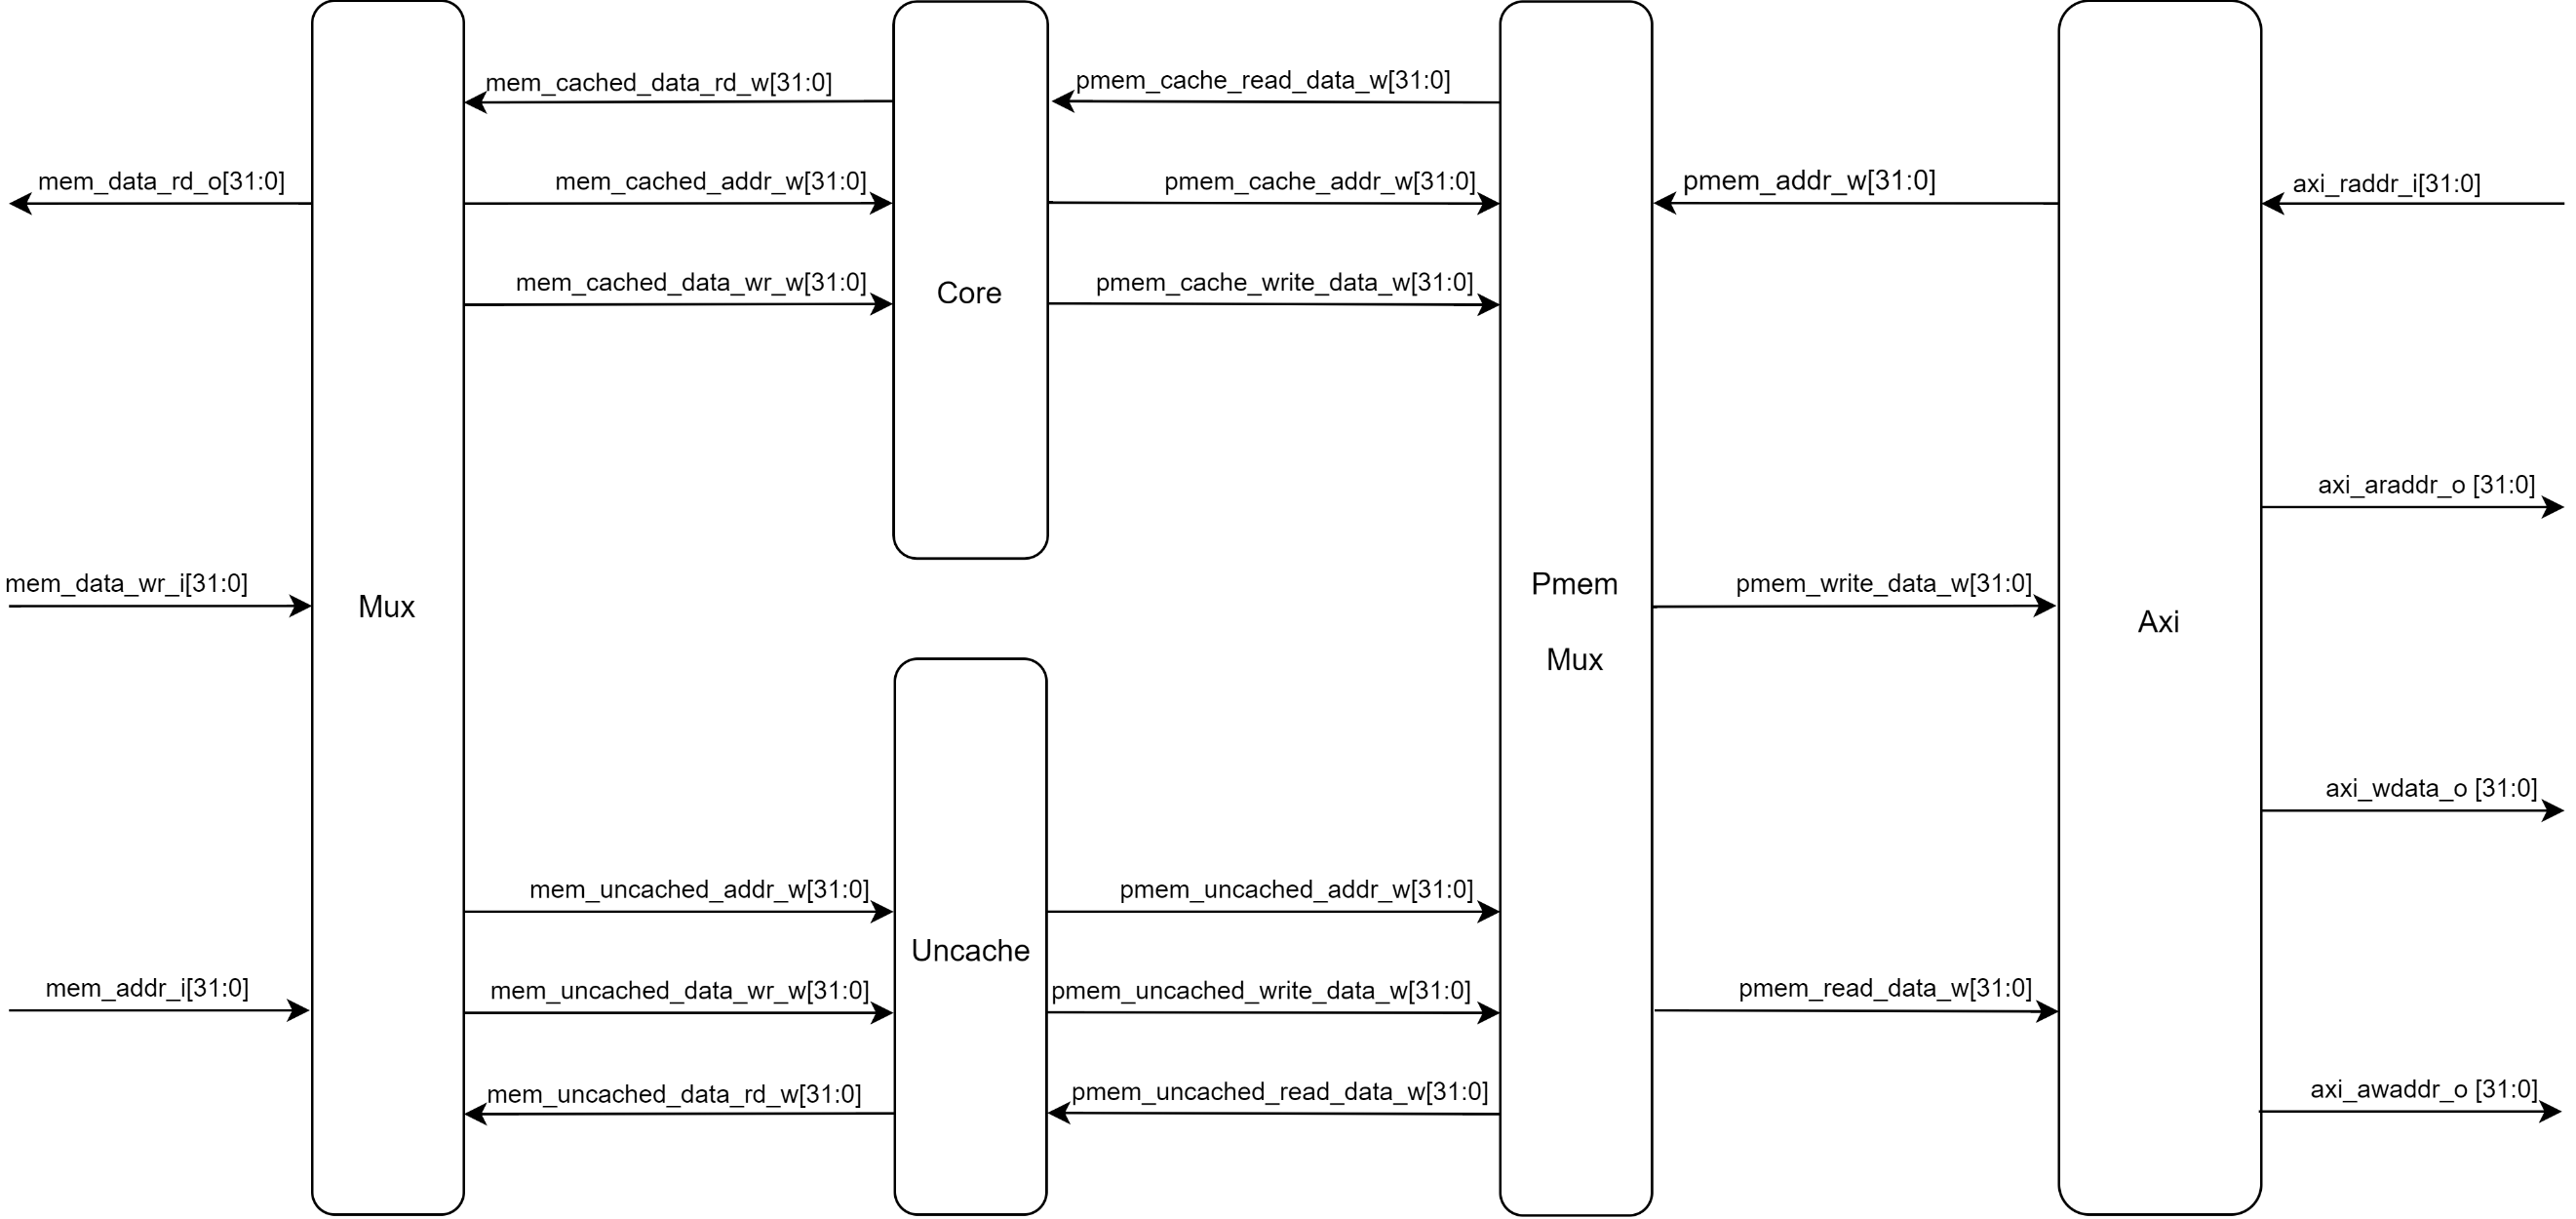 mem_cached_data_rd_w[31:0]
pmem_cache_read_data_w[31:0]
mem_data_rd_o[31:0]
mem_cached_addr_w[31:0]
pmem_cache_addr_w[31:0]
pmem_addr_w[31:0]
axi_raddr_i[31:0]
mem_cached_data_wr_w[31:0]
Core
pmem_cache_write_data_w[31:0]
axi_araddr_o [31:0]
mem_data_wr_i[31:0]
Mux
Pmem
Mux
pmem_write_data_w[31:0]
Axi
axi_wdata_o [31:0]
mem_uncached_addr_w[31:0]
pmem_uncached_addr_w[31:0]
Uncache
mem_addr_i[31:0]
mem_uncached_data_wr_w[31:0]
pmem_uncached_write_data_w[31:0]
pmem_read_data_w[31:0]
mem_uncached_data_rd_w[31:0]
pmem_uncached_read_data_w[31:0]
axi_awaddr_o [31:0]